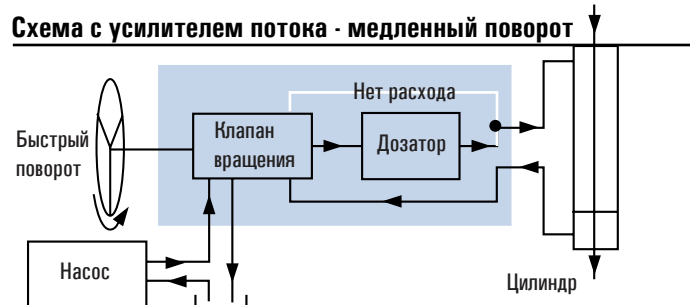 Схема с усилителем потока - медленный поворот
Нет расхода
Быстрый
поворот
Клапан
вращения
Дозатор
Насос
Цилиндр